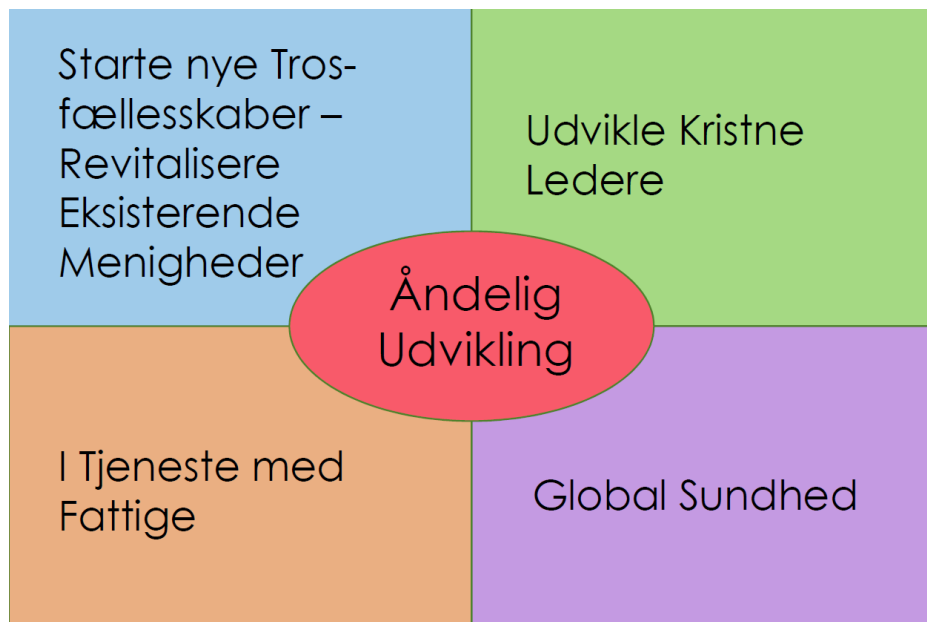 Starte nye Tros-
fællesskaber –
Revitalisere
Eksisterende
Menigheder
Udvikle Kristne
Ledere
Åndelig
Udvikling
I Tjeneste med
Fattige
Global Sundhed